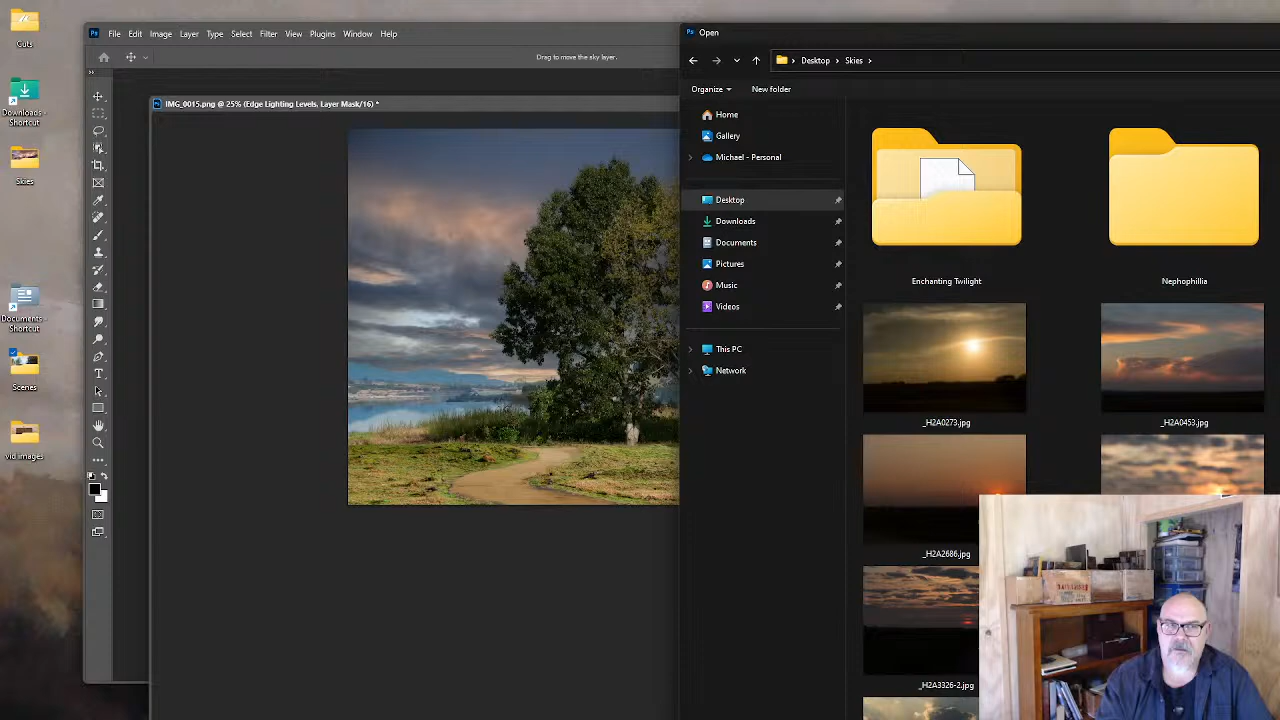 Cuts
Downloads -
Shortcut
Skies
Documents -
Shortcut
Scenes
vid images
Ps
File
Edit
Image
Layer
Type
Select
Filter
View
Plugins
Window
Help
Drag to move the sky layer.
IMG_0015.png @ 25% (Edge Lighting Levels, Layer Mask/16) *
T
Ps
Open
Desktop
Skies
Organize
New folder
Home
Gallery
Michael - Personal
Desktop
Downloads
Documents
Pictures
Music
Videos
This PC
Network
Enchanting Twilight
Nephophillia
_H2A0273.jpg
_H2A0453.jpg
_H2A2686.jpg
_H2A3326-2.jpg